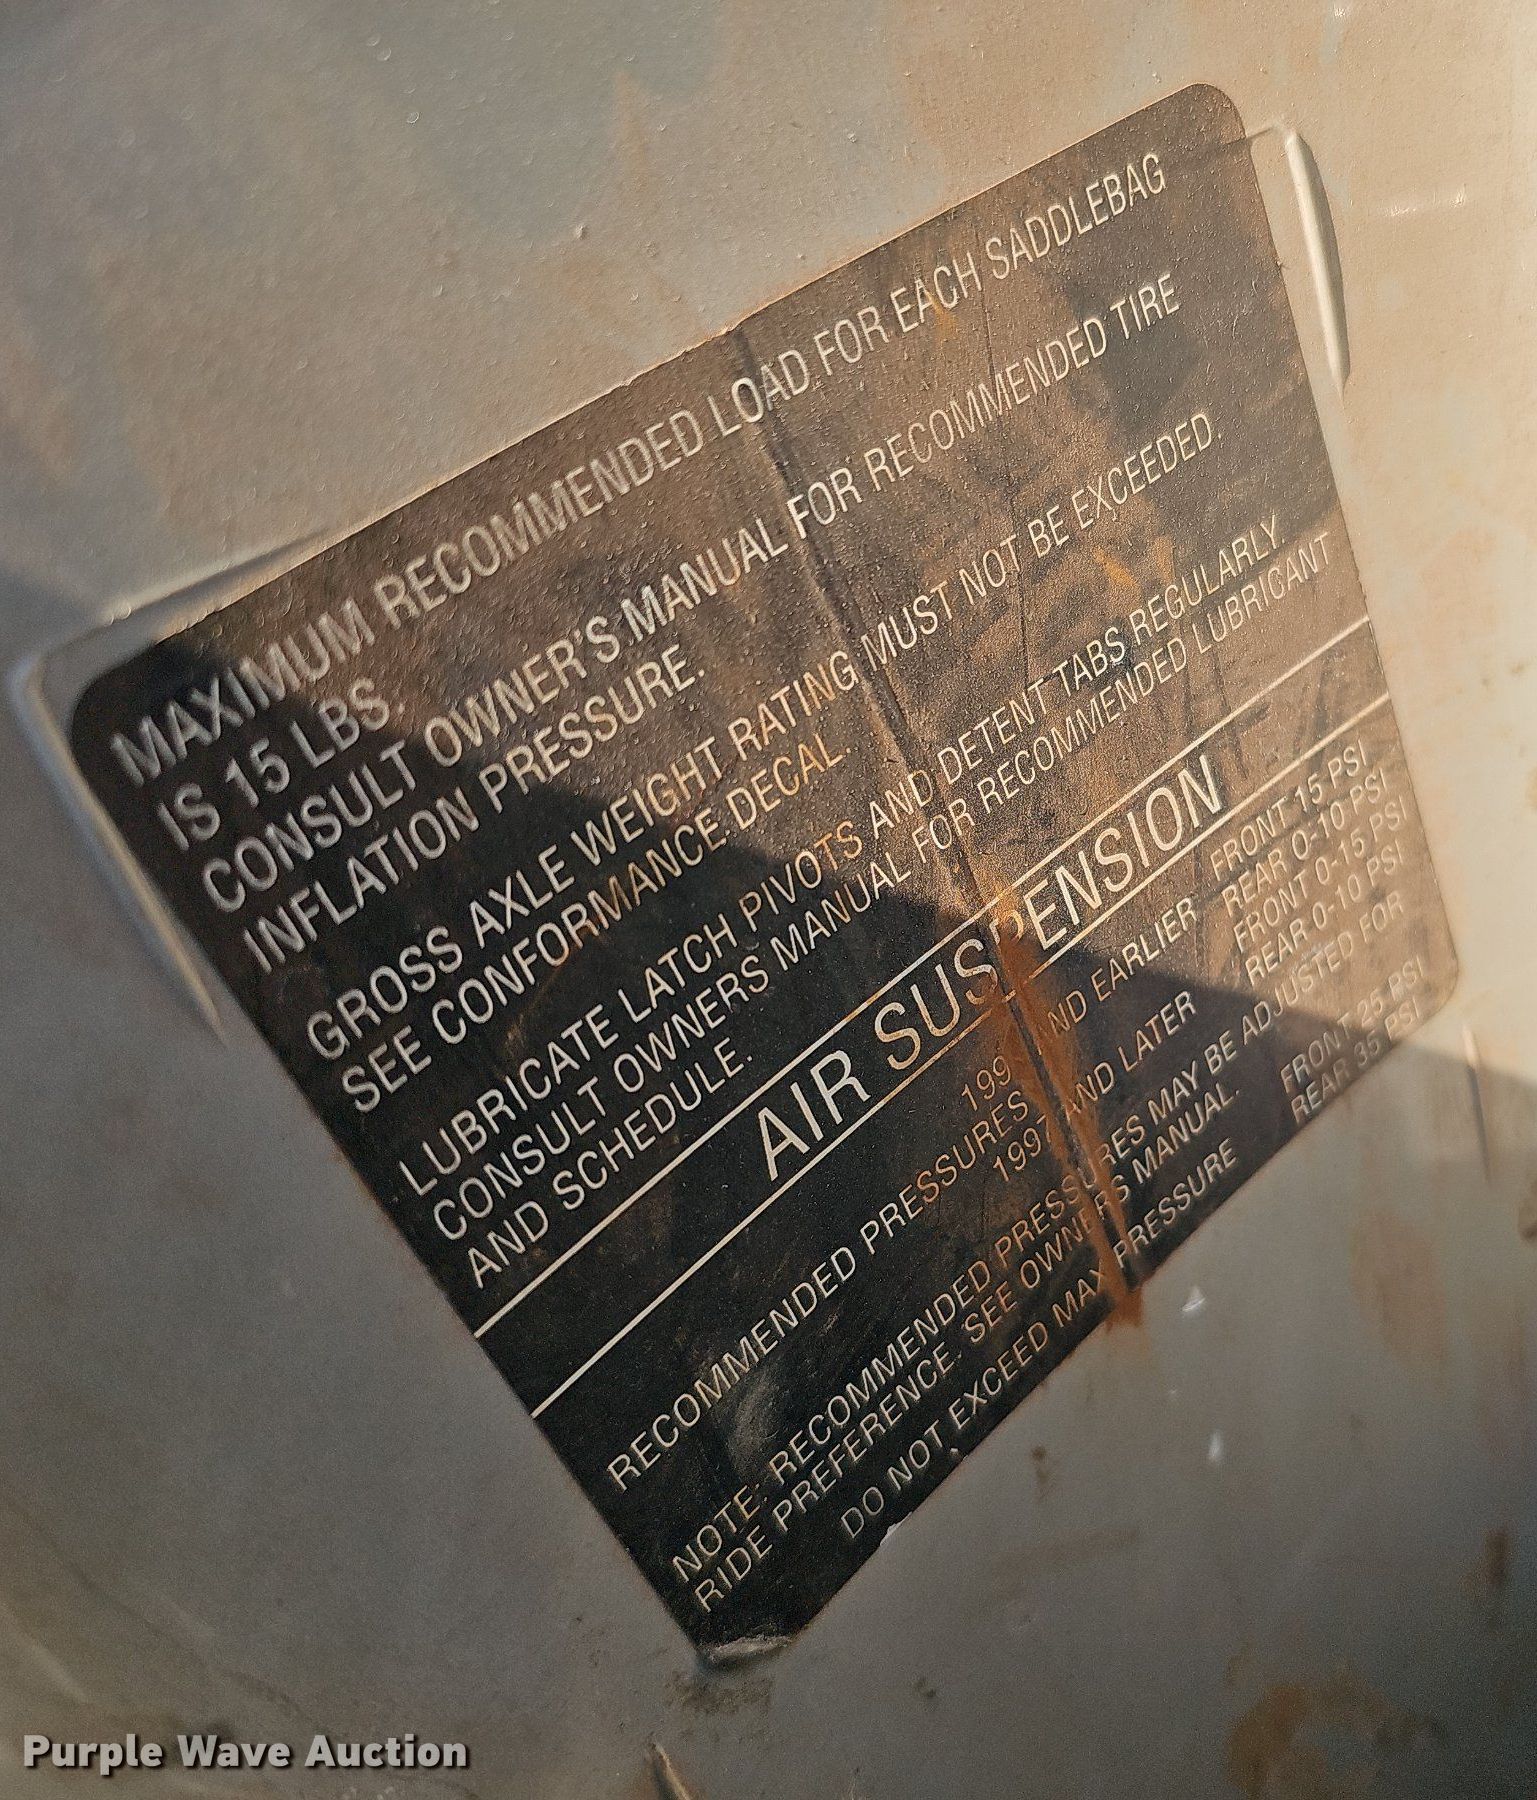 MAXIMUM RECOMMENDED LOAD FOR EACH SADDLEBAG
IS 15 LBS.
CONSULT OWNER'S MANUAL FOR RECOMMENDED TIRE
INFLATION PRESSURE.
GROSS AXLE WEIGHT RATING MUST NOT BE EXCEEDED.
SEE CONFORMANCE DECAL.
LUBRICATE LATCH PIVOTS AND DETENT TABS REGULARLY
CONSULT OWNERS MANUAL FOR RECOMMENDED LUBRICANT
AND SCHEDULE.
AIR SUSPENSION
199 AND EARLIER FRONT 15 PSI
REAR 0-10 PSI
RECOMMENDED PRESSURES
1997 AND LATER FRONT 0-15 PSI
REAR 0-10 PSI
NOTE: RECOMMENDED PRESSURES MAY BE ADJUSTED FOR
RIDE PREFERENCE. SEE OWNERS MANUAL.
DO NOT EXCEED MAX PRESSURE FRONT 25 PSI
REAR 35 PSI
Purple Wave Auction